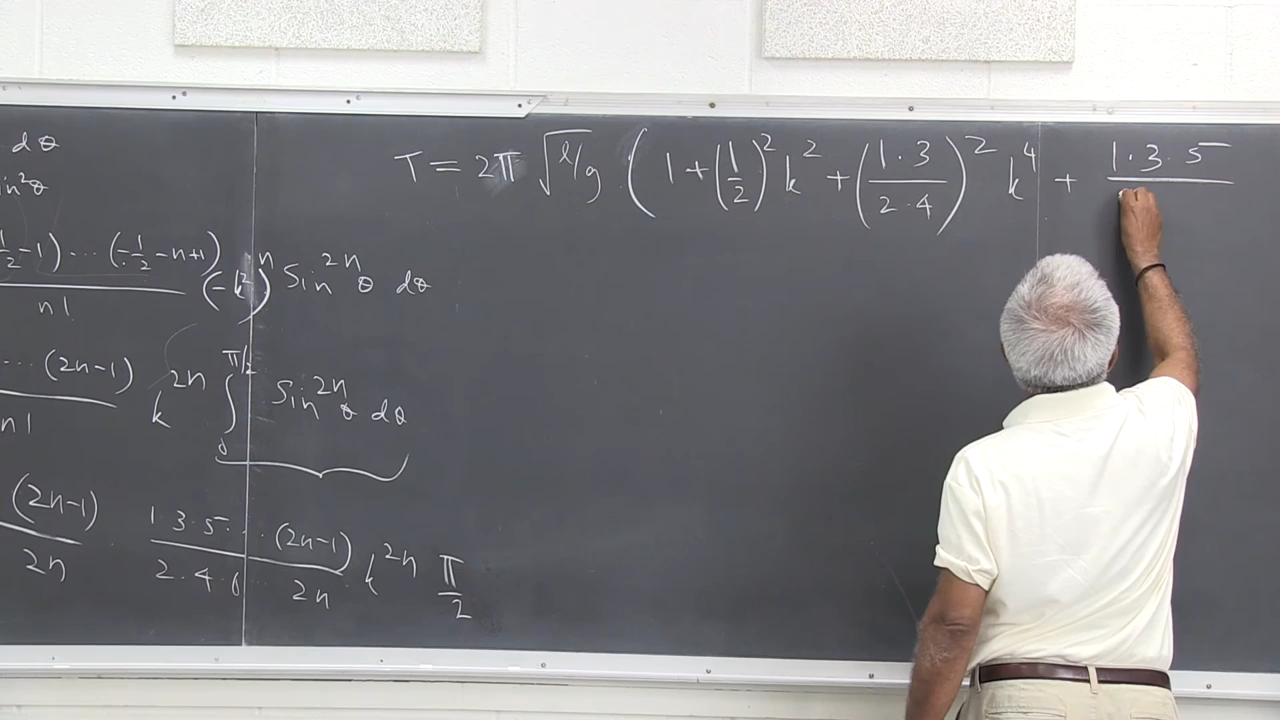 dθ
in²θ
T = 2π √(l/g) (1 + (1/2)² k² + ((1·3)/(2·4))² k⁴ + 1·3·5
½ -1) ··· (-½ -n+1) / n! (-k²)ⁿ Sin²ⁿθ dθ
··· (2n-1) / n! k²ⁿ ∫₀^{π/2} Sin²ⁿθ dθ
(2n-1) / 2n (1·3·5··· (2n-1)) / (2·4·6 ·· 2n) k²ⁿ π/2